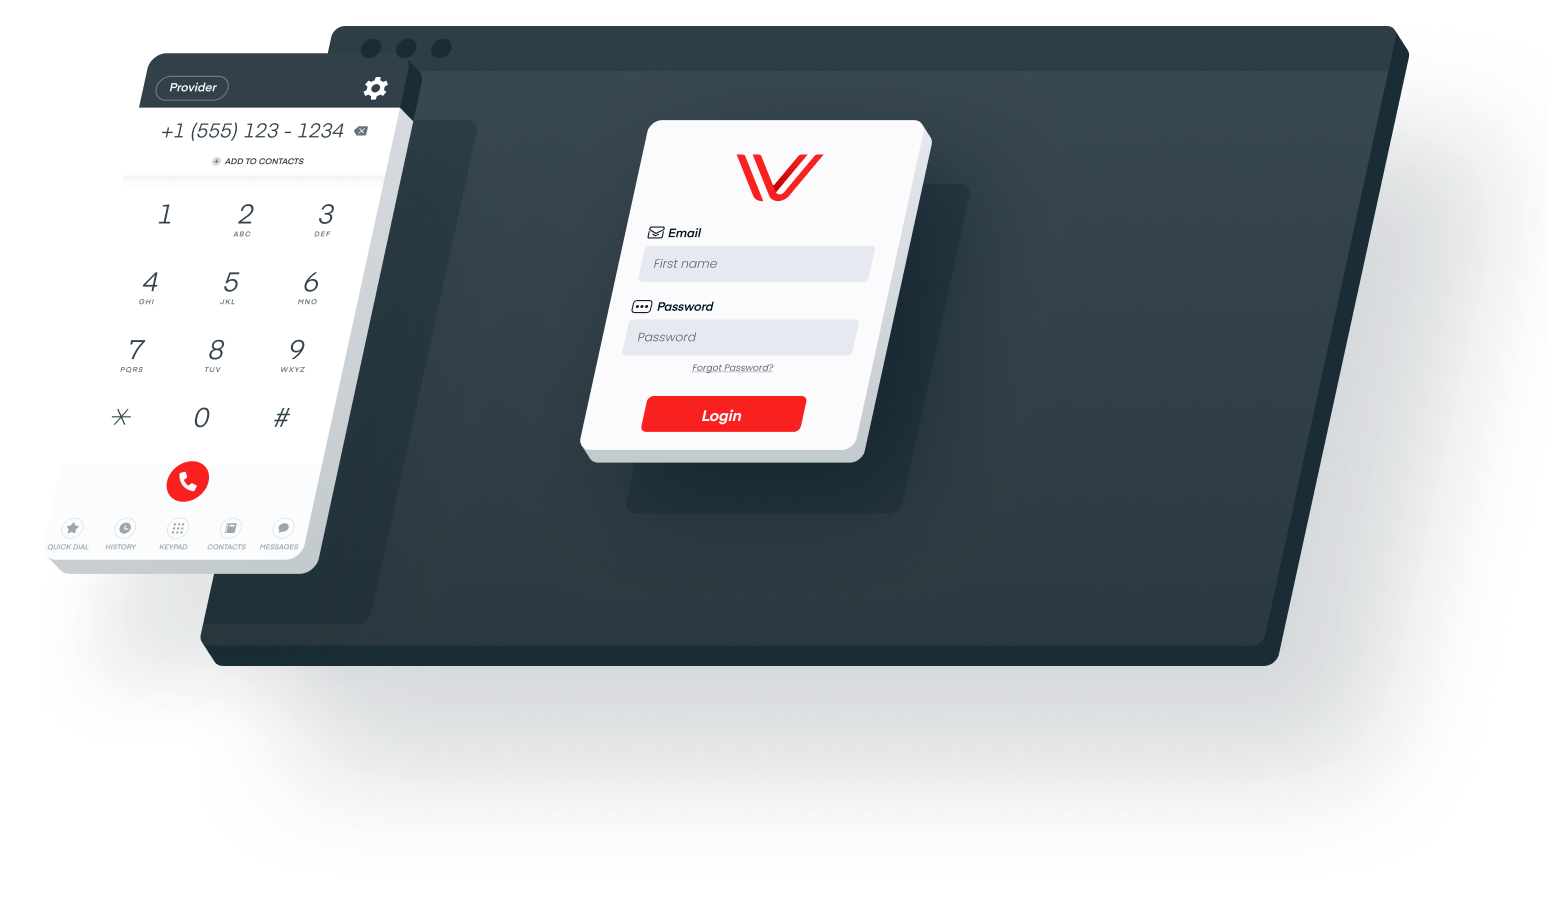 Provider
+1 (555) 123 - 1234
ADD TO CONTACTS
1 2 3
ABC DEF
4 5 6
GHI JKL MNO
7 8 9
PQRS TUV WXYZ
* 0 #
QUICK DIAL HISTORY KEYPAD CONTACTS MESSAGES
Email
First name
Password
Password
Forgot Password?
Login